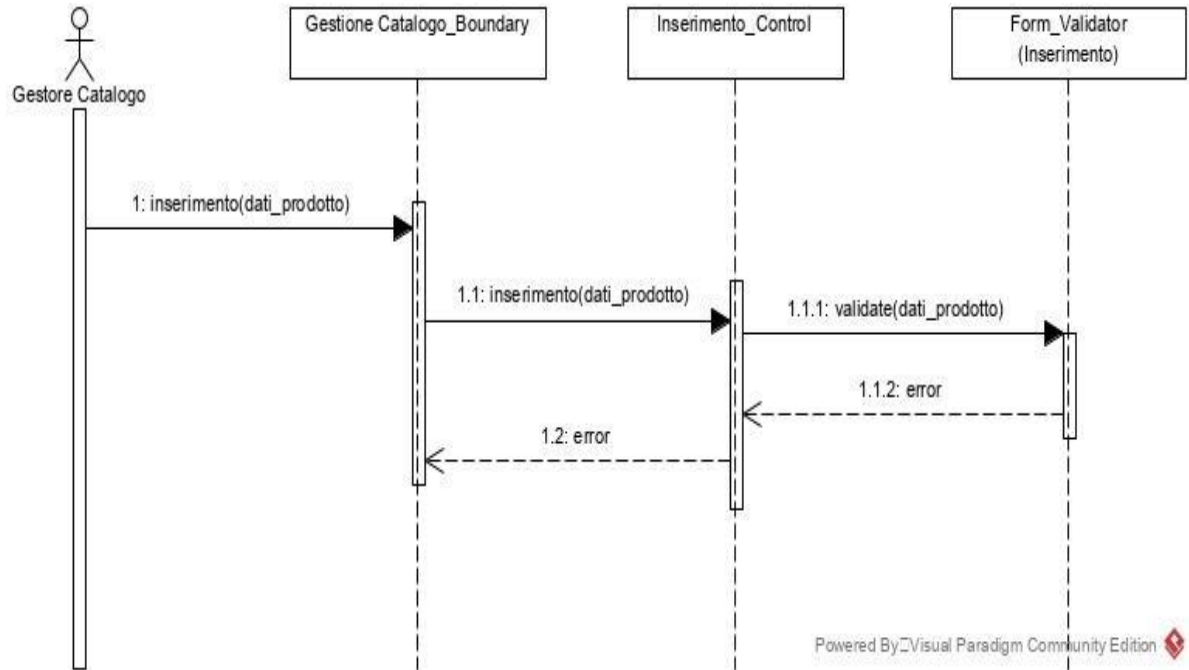 Gestione Catalogo_Boundary
Inserimento_Control
Form_Validator
(Inserimento)
Gestore Catalogo
1: inserimento(dati_prodotto)
1.1: inserimento(dati_prodotto)
1.1.1: validate(dati_prodotto)
1.1.2: error
1.2: error
Powered By Visual Paradigm Community Edition